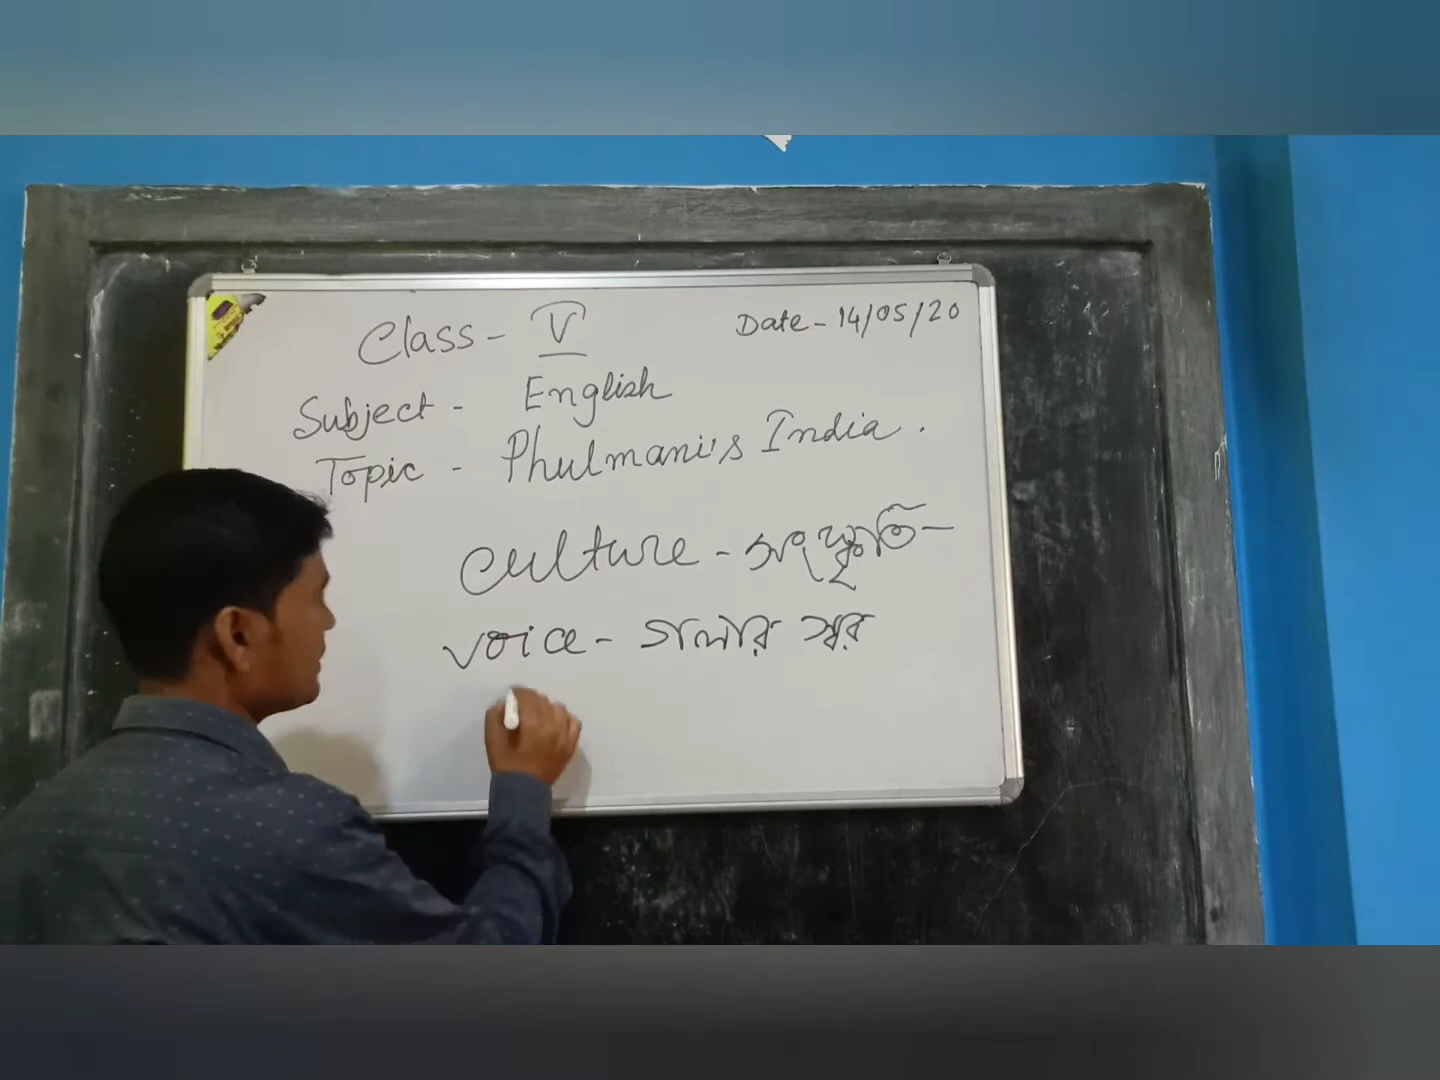 Class - V
Date - 14/05/20
Subject - English
Topic - Phulmani's India.
Culture - সংস্কৃতি -
voice - গলার স্বর